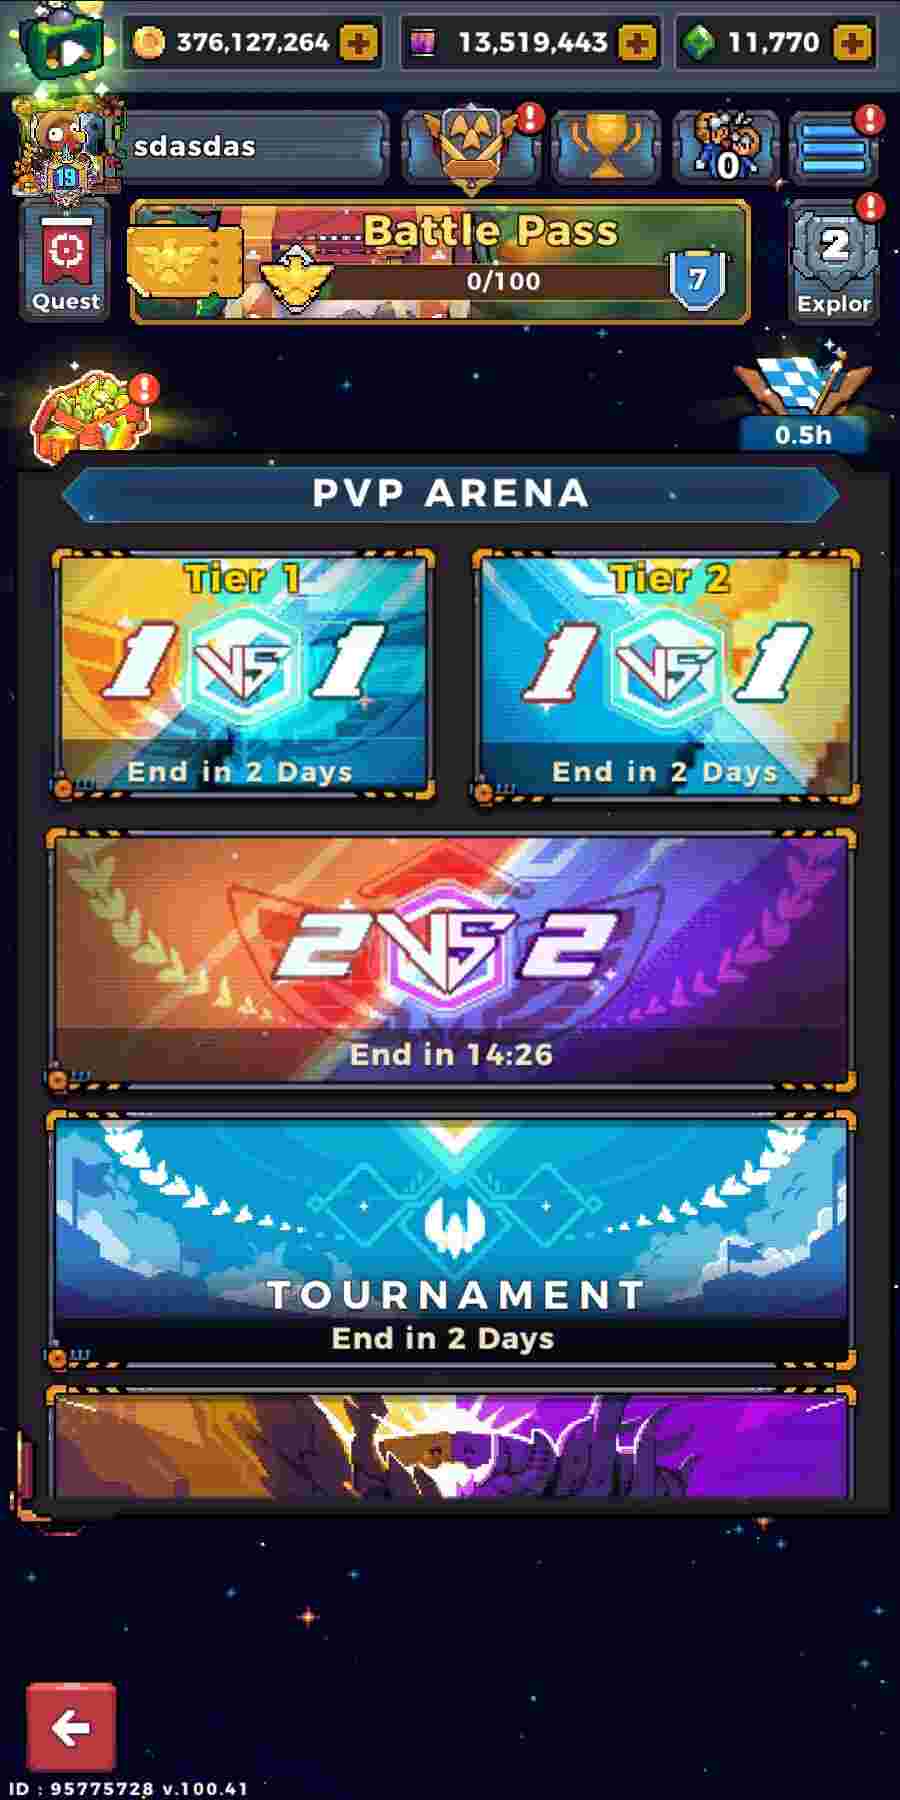 376,127,264
13,519,443
11,770
sdasdas
0
19
Quest
Battle Pass
0/100
7
2
Explor
0.5h
PVP ARENA
Tier 1
1 VS 1
End in 2 Days
Tier 2
1 VS 1
End in 2 Days
2 VS 2
End in 14:26
TOURNAMENT
End in 2 Days
ID : 95775728 v.100.41